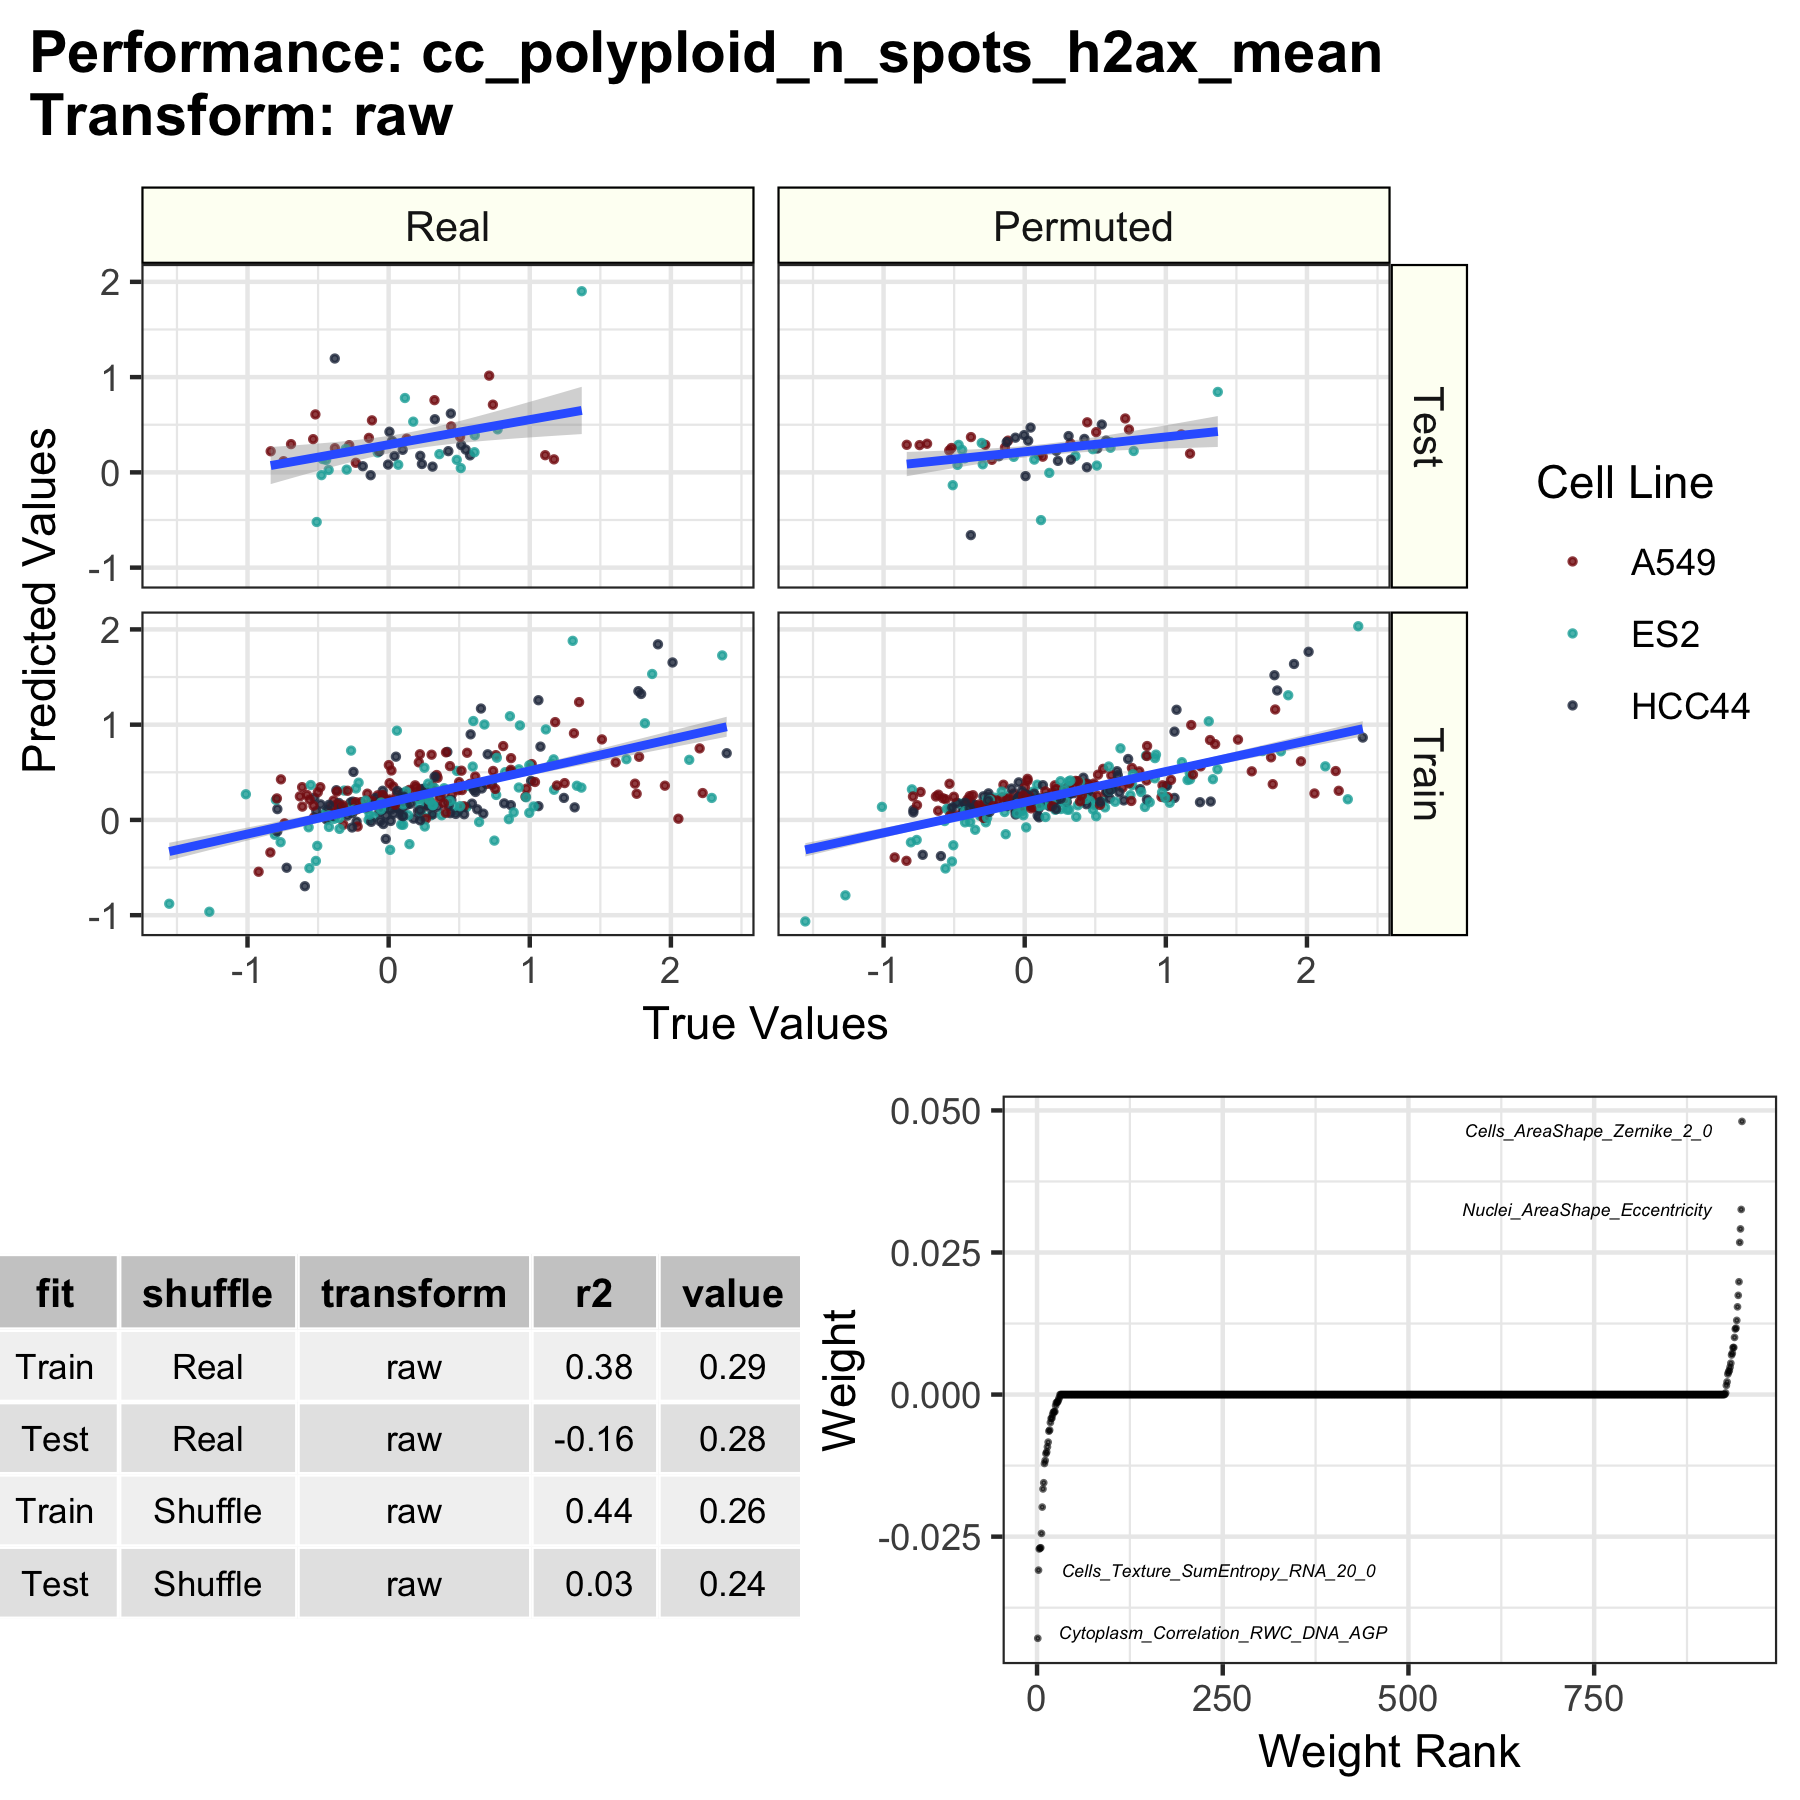 Performance: cc_polyploid_n_spots_h2ax_mean
Transform: raw
Real
Permuted
2
1
0
-1
Test
2
1
0
-1
Train
Predicted Values
-1 0 1 2
-1 0 1 2
True Values
Cell Line
A549
ES2
HCC44
fit shuffle transform r2 value
Train Real raw 0.38 0.29
Test Real raw -0.16 0.28
Train Shuffle raw 0.44 0.26
Test Shuffle raw 0.03 0.24
Weight
0.050
0.025
0.000
-0.025
Cells_AreaShape_Zernike_2_0
Nuclei_AreaShape_Eccentricity
Cells_Texture_SumEntropy_RNA_20_0
Cytoplasm_Correlation_RWC_DNA_AGP
0 250 500 750
Weight Rank